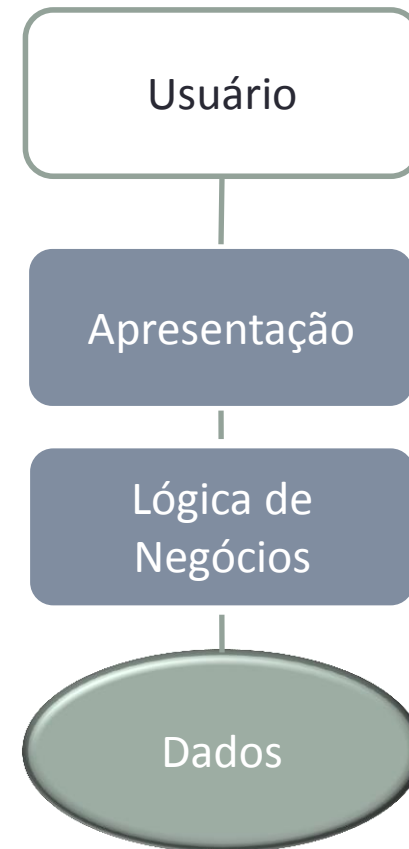 Usuário
Apresentação
Lógica de
Negócios
Dados